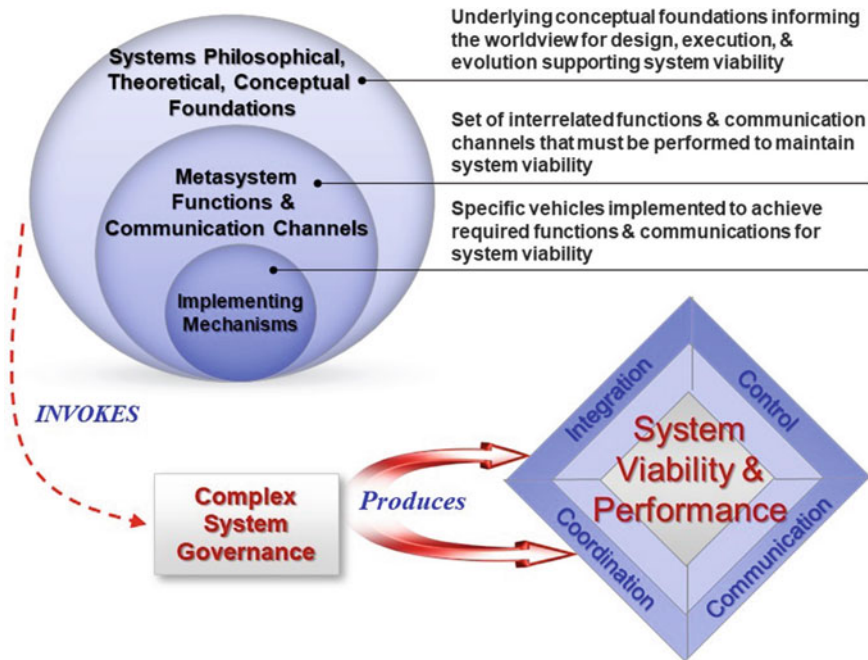 Systems Philosophical,
Theoretical, Conceptual
Foundations
Underlying conceptual foundations informing
the worldview for design, execution, &
evolution supporting system viability
Metasystem
Functions &
Communication Channels
Set of interrelated functions & communication
channels that must be performed to maintain
system viability
Implementing
Mechanisms
Specific vehicles implemented to achieve
required functions & communications for
system viability
INVOKES
Complex
System
Governance
Produces
Integration
Control
System
Viability &
Performance
Coordination
Communication